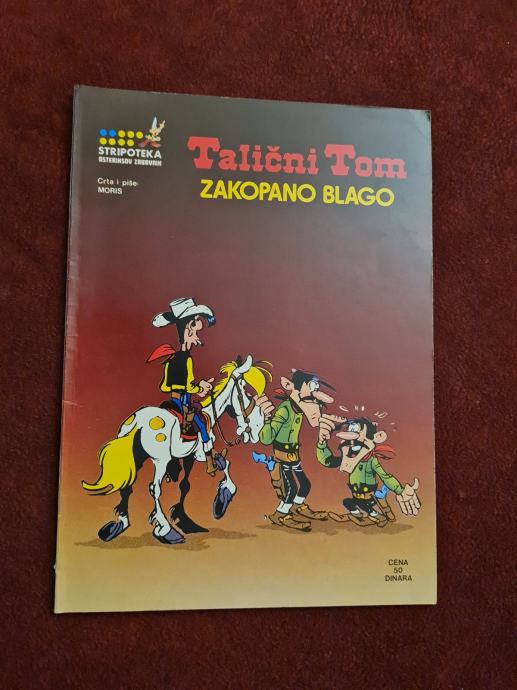 STRIPOTEKA
ASTERIKSOV ZABAVNIK
Crta i piše:
MORIS
Talični Tom
ZAKOPANO BLAGO
CENA
50
DINARA